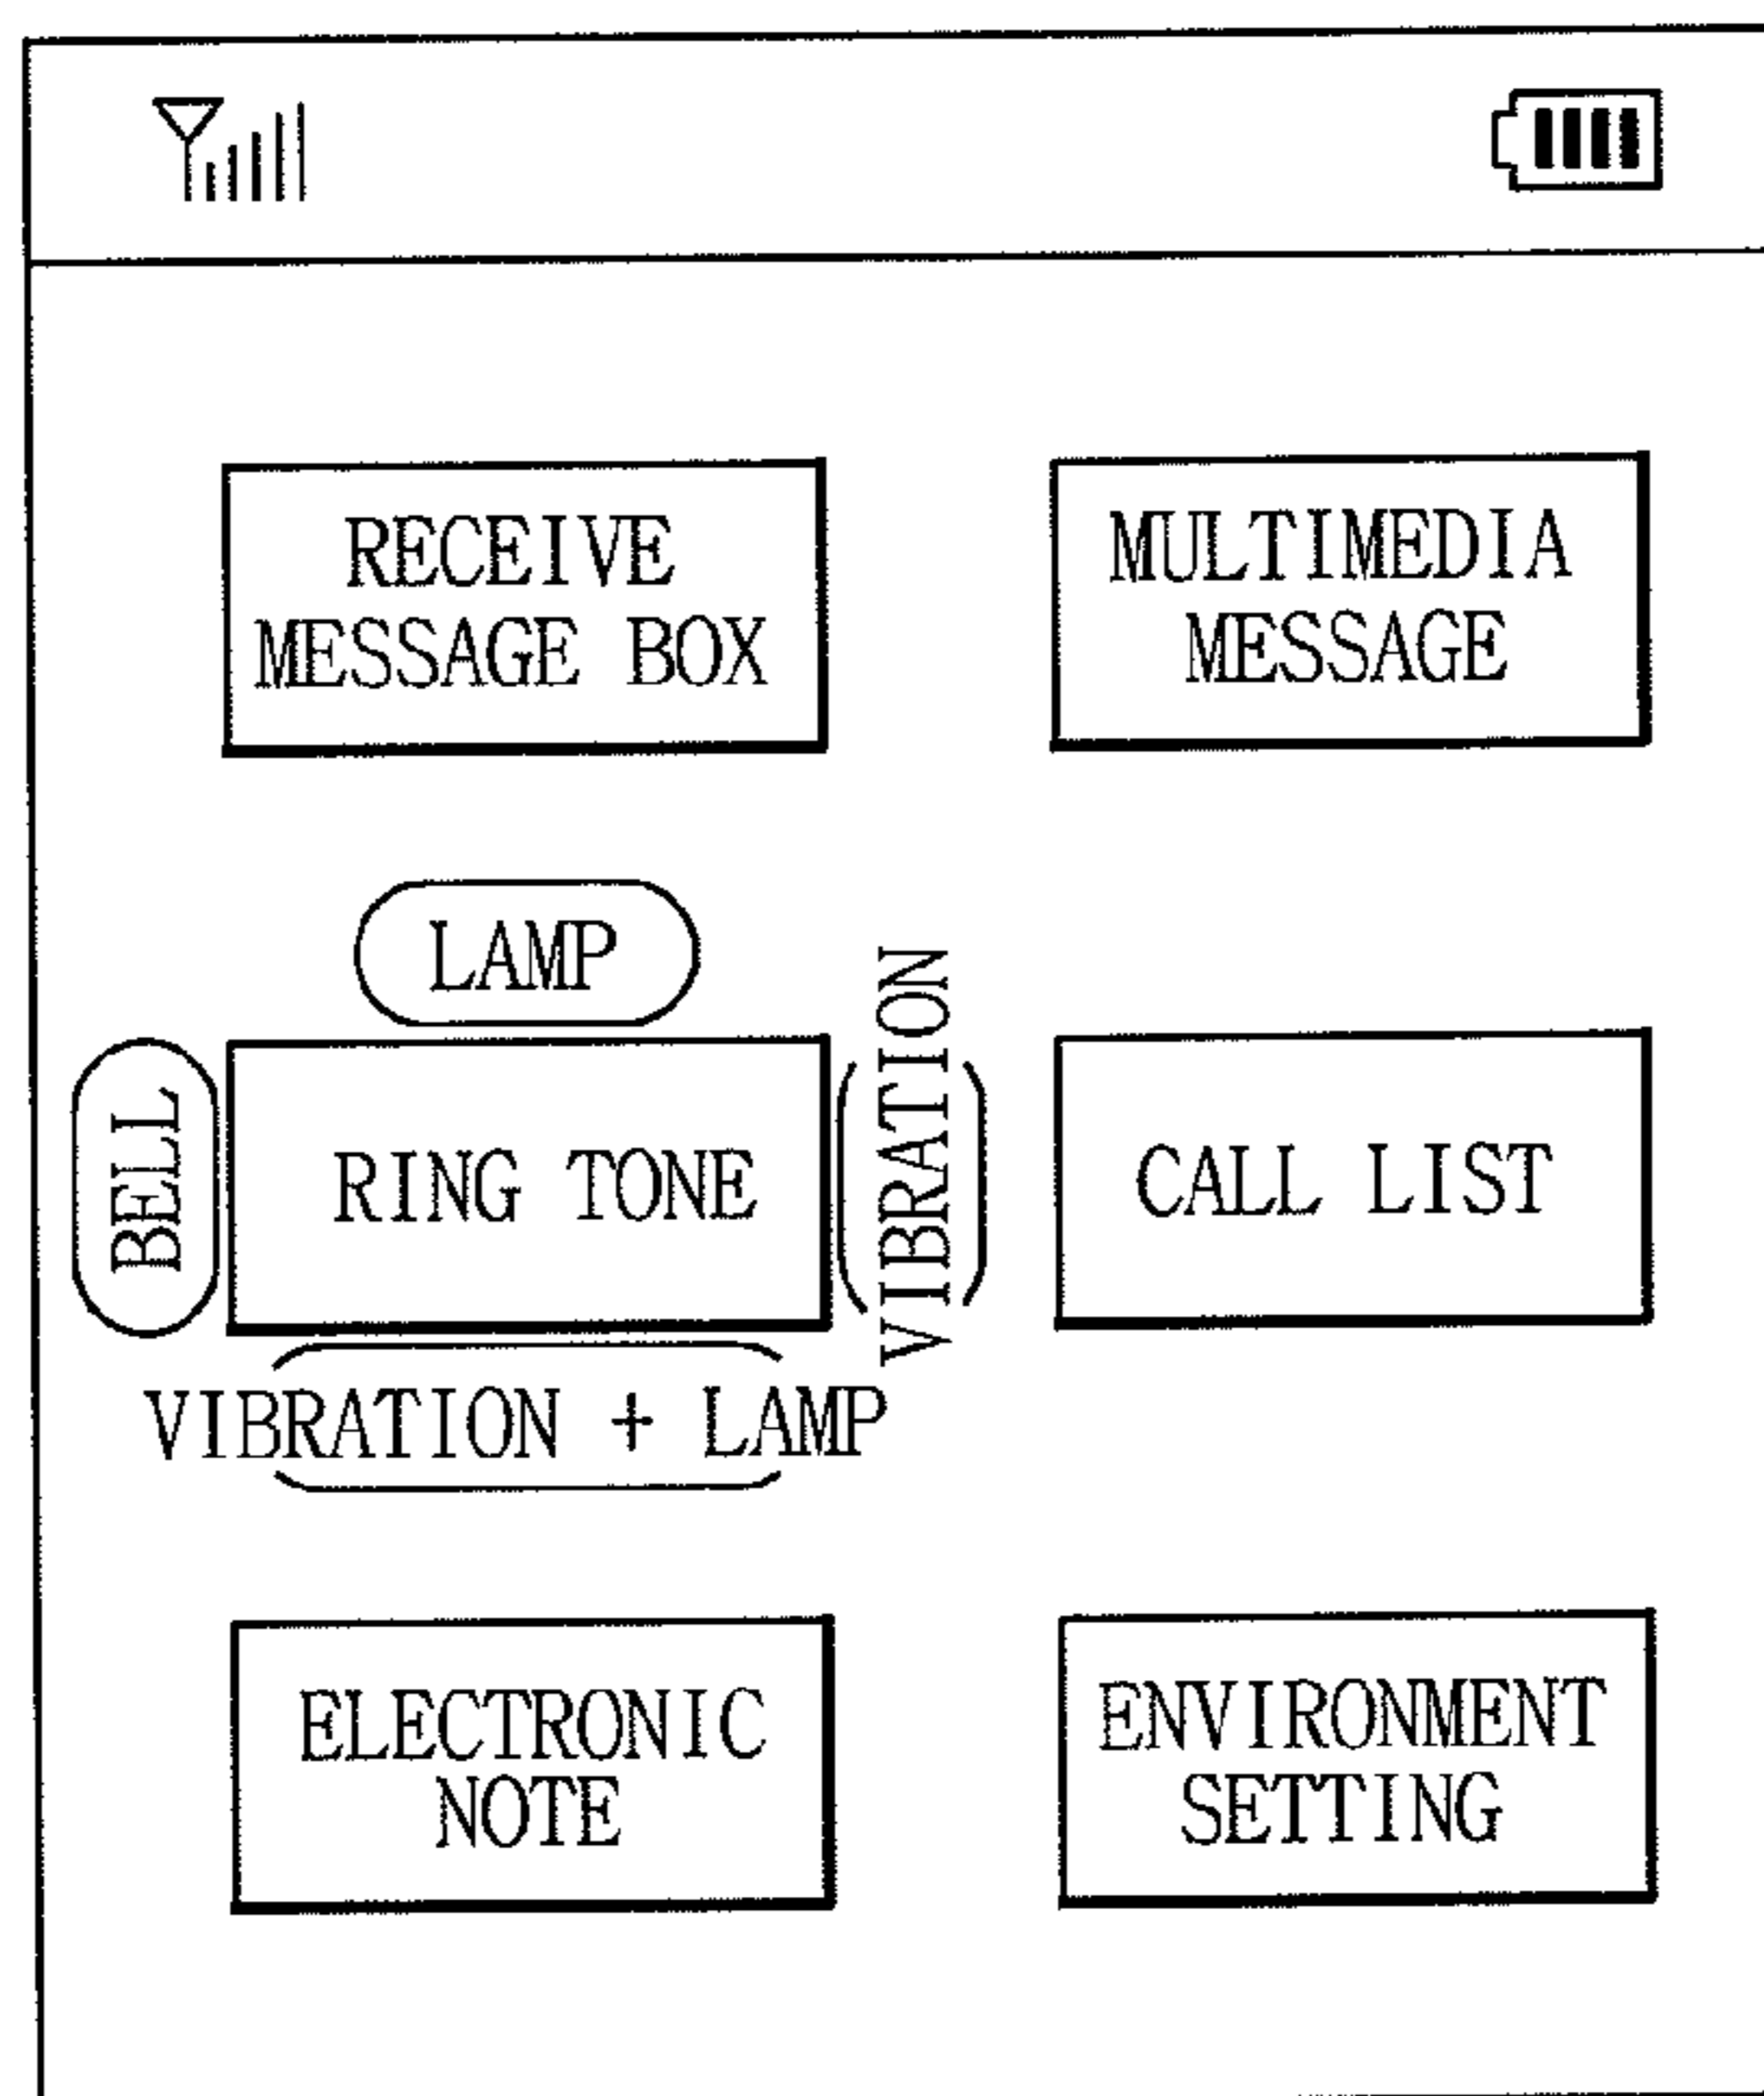 RECEIVE
MESSAGE BOX
MULTIMEDIA
MESSAGE
LAMP
BELL
RING TONE
VIBRATION
CALL LIST
VIBRATION + LAMP
ELECTRONIC
NOTE
ENVIRONMENT
SETTING